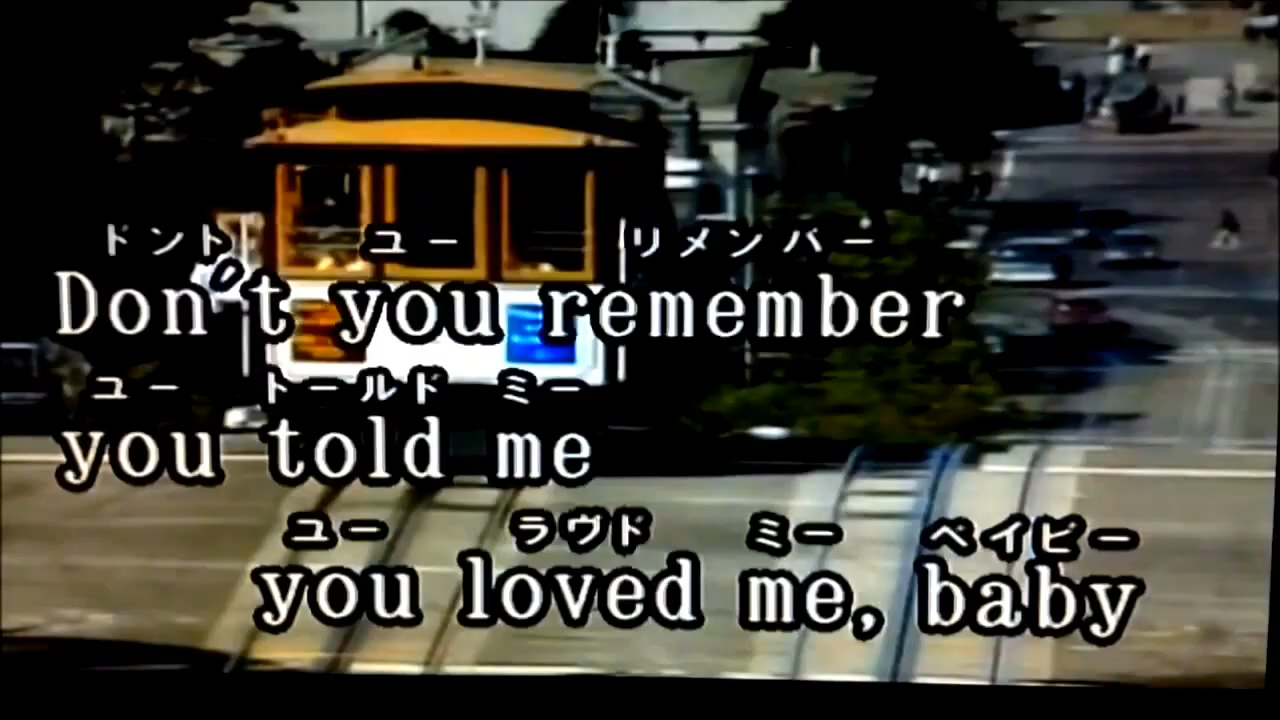 ドント ユー リメンバー
Don't you remember
ユー トールド ミー
you told me
ユー ラヴド ミー ベイビー
you loved me, baby